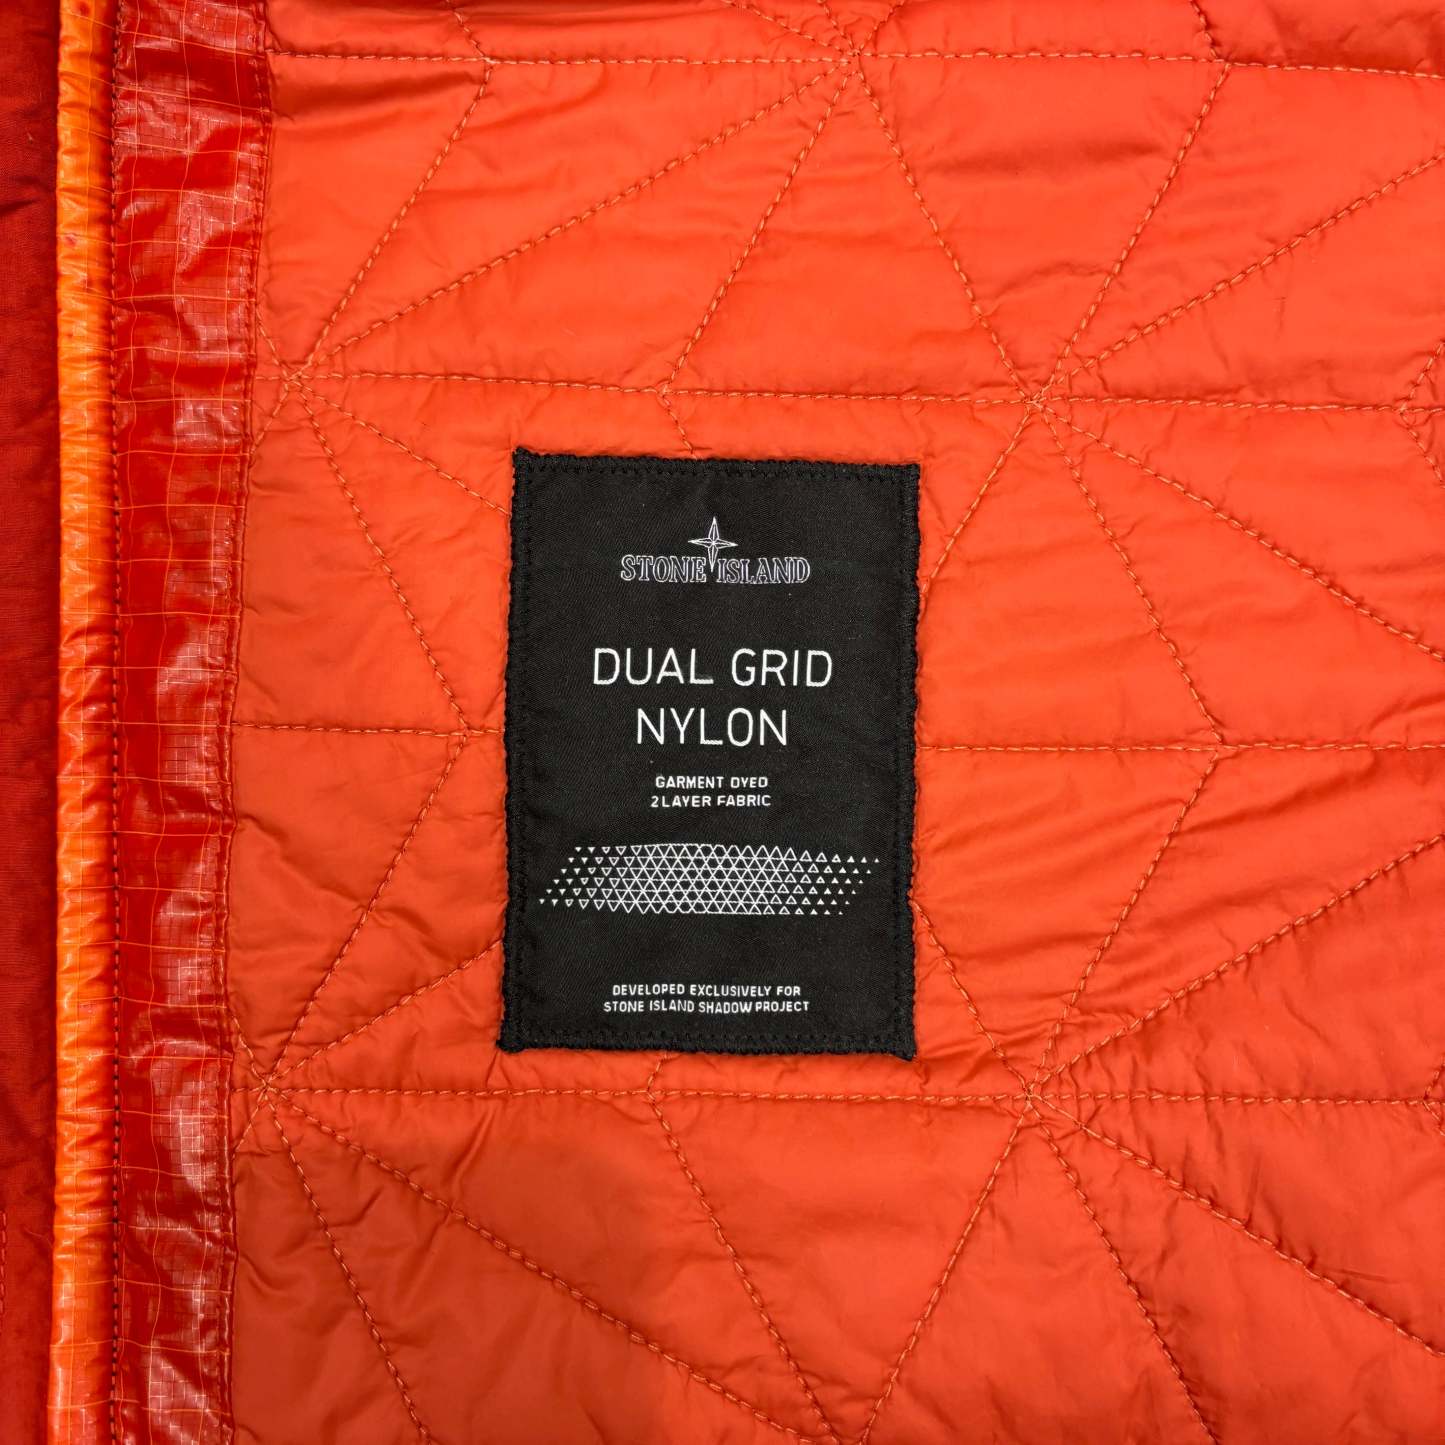 STONE ISLAND
DUAL GRID
NYLON
GARMENT DYED
2 LAYER FABRIC
DEVELOPED EXCLUSIVELY FOR
STONE ISLAND SHADOW PROJECT